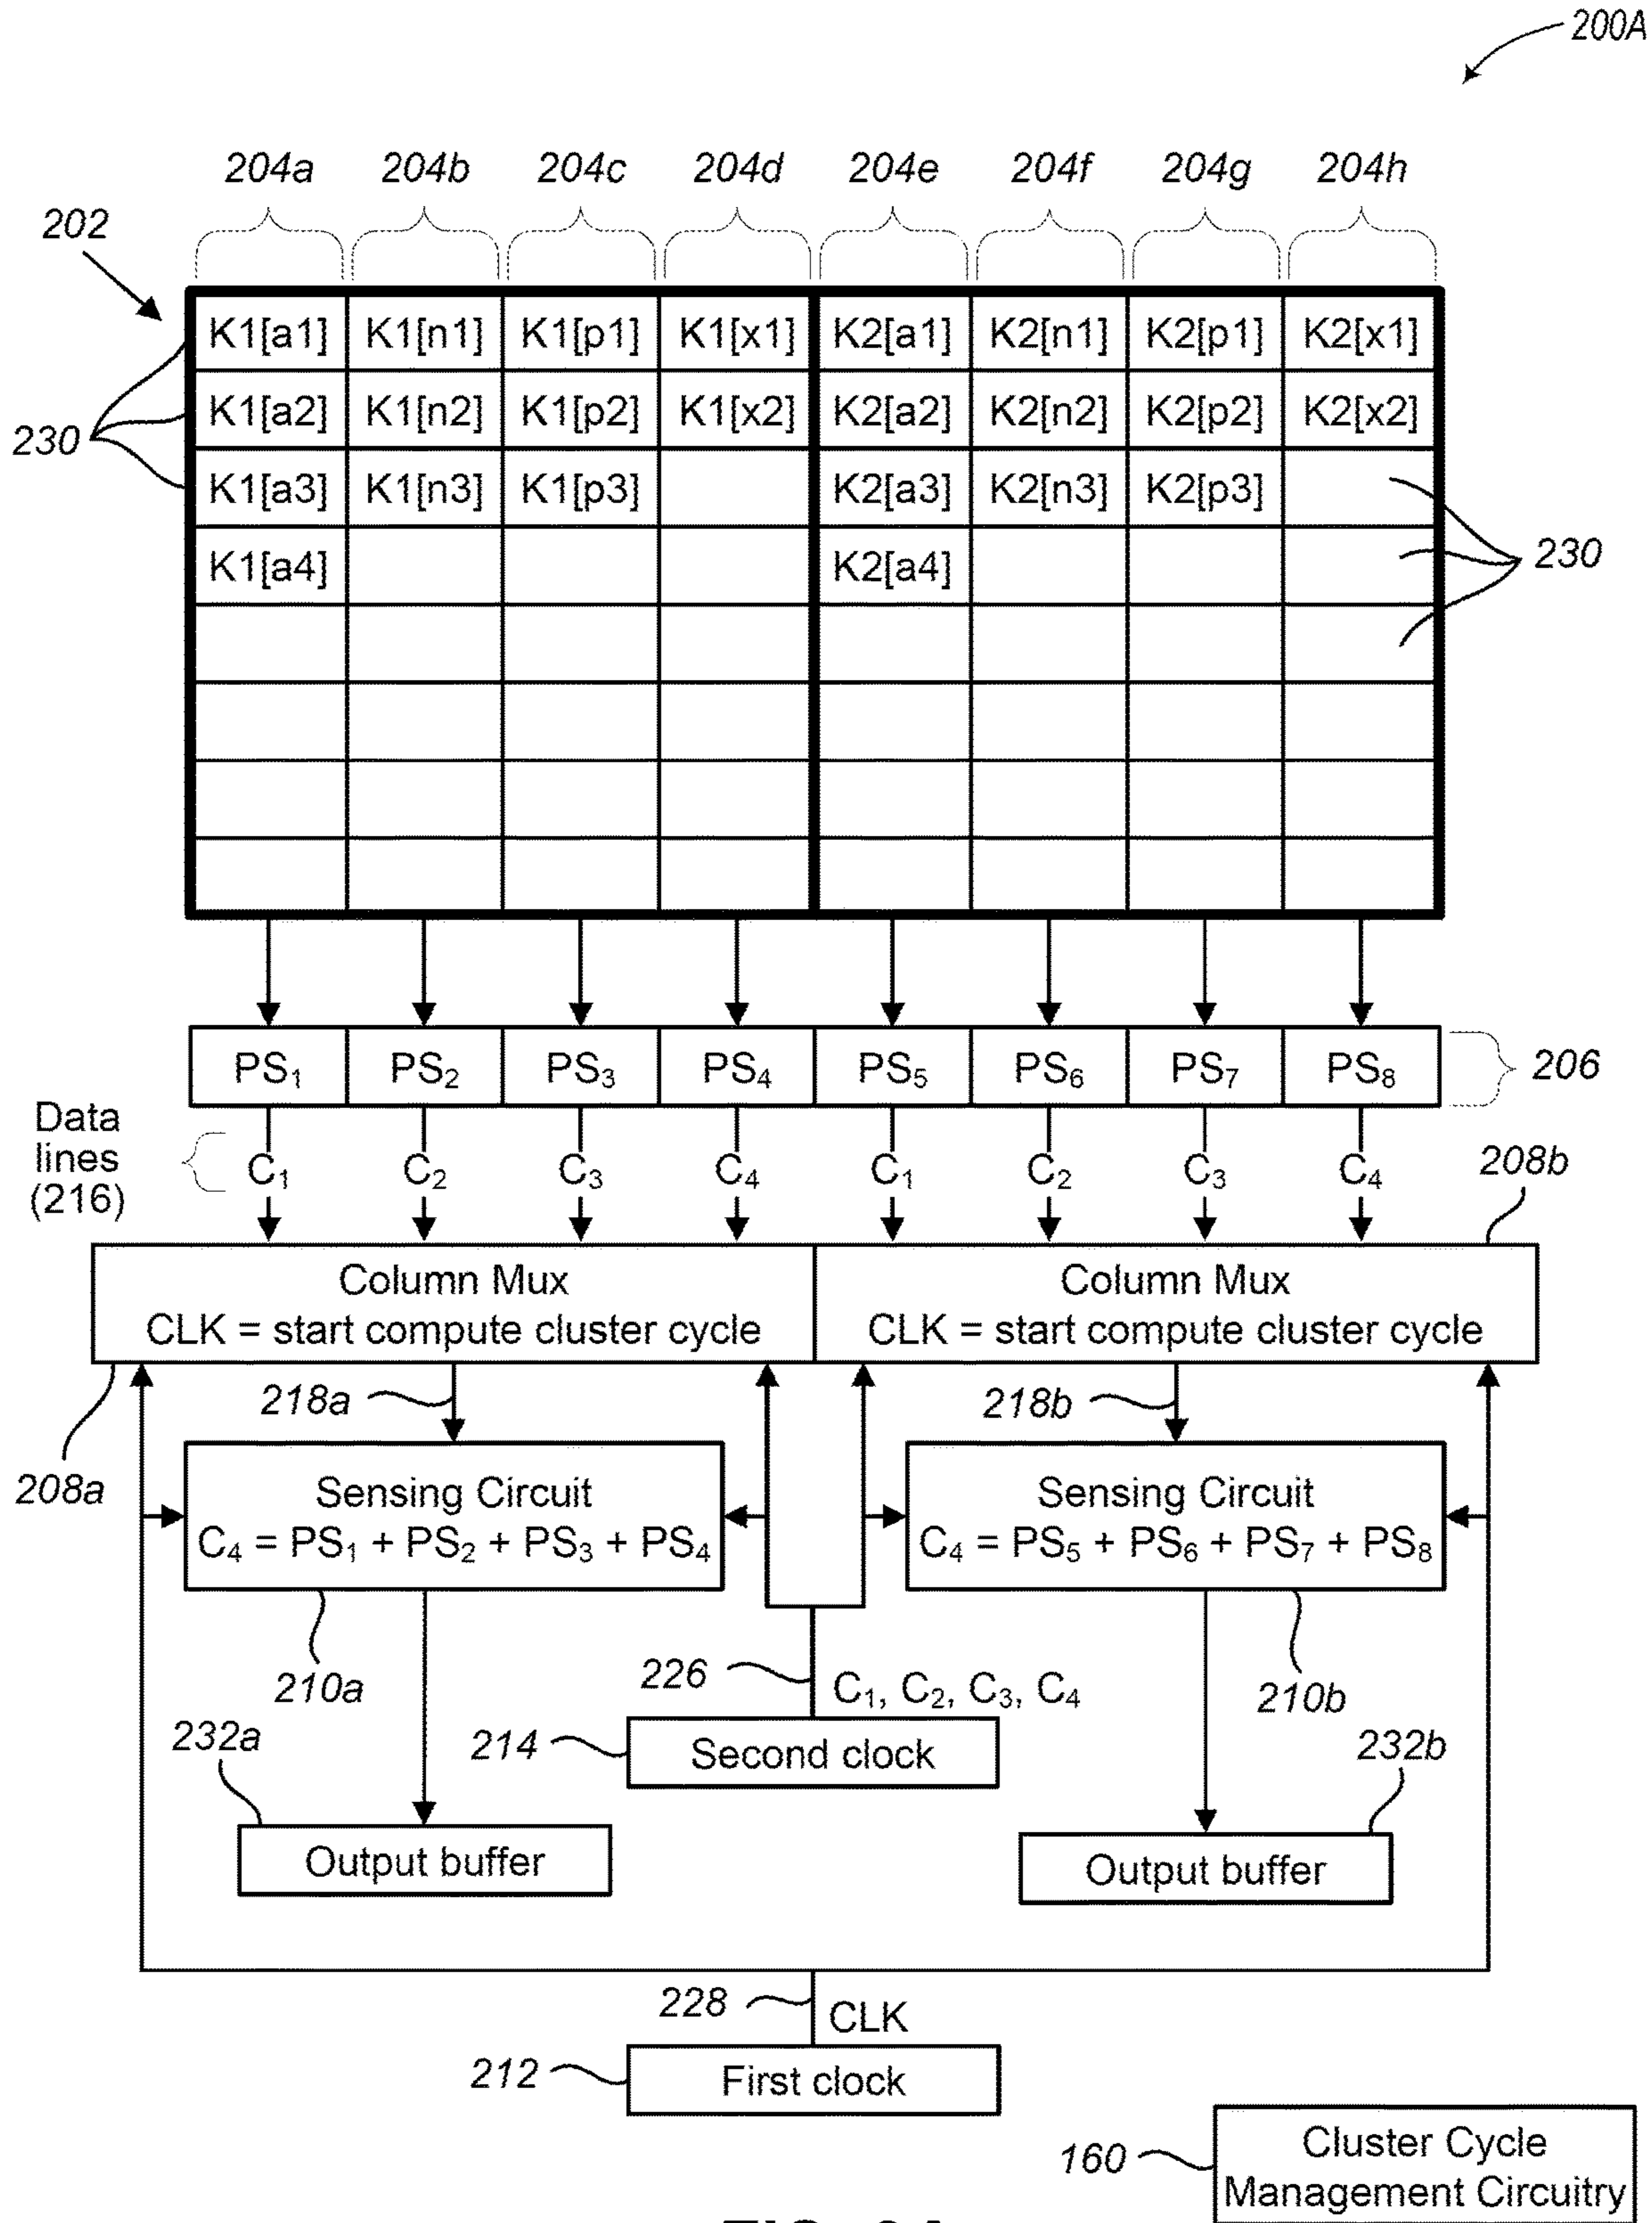 200A
204a 204b 204c 204d 204e 204f 204g 204h
202
K1[a1] K1[n1] K1[p1] K1[x1] K2[a1] K2[n1] K2[p1] K2[x1]
K1[a2] K1[n2] K1[p2] K1[x2] K2[a2] K2[n2] K2[p2] K2[x2]
230
K1[a3] K1[n3] K1[p3] K2[a3] K2[n3] K2[p3]
K1[a4] K2[a4]
230
PS₁ PS₂ PS₃ PS₄ PS₅ PS₆ PS₇ PS₈
206
Data
lines
(216)
C₁ C₂ C₃ C₄ C₁ C₂ C₃ C₄
208b
Column Mux
CLK = start compute cluster cycle
Column Mux
CLK = start compute cluster cycle
218a
218b
208a
Sensing Circuit
C₄ = PS₁ + PS₂ + PS₃ + PS₄
Sensing Circuit
C₄ = PS₅ + PS₆ + PS₇ + PS₈
210a
226
C₁, C₂, C₃, C₄
210b
232a
214
Second clock
232b
Output buffer
Output buffer
228
CLK
212
First clock
160
Cluster Cycle
Management Circuitry